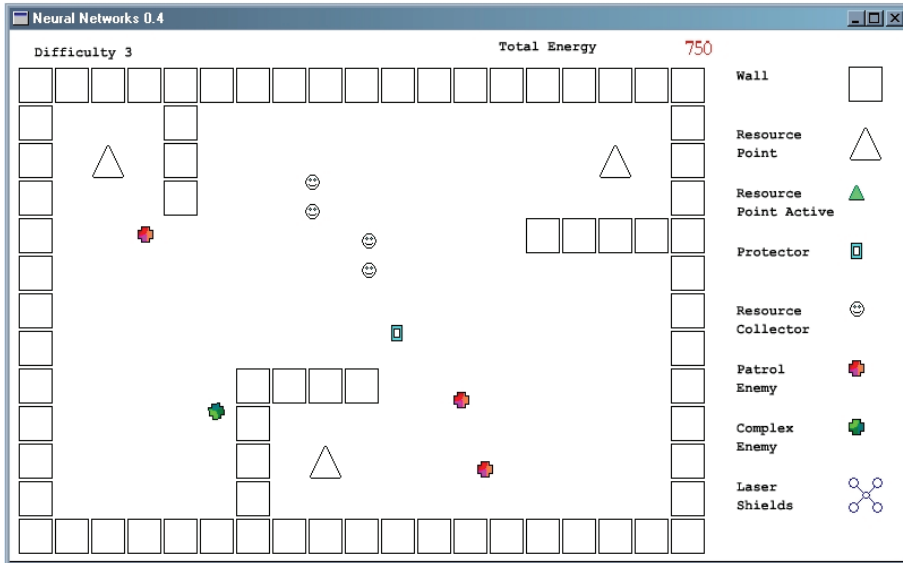 Neural Networks 0.4
Difficulty 3
Total Energy 750
Wall
Resource
Point
Resource
Point Active
Protector
Resource
Collector
Patrol
Enemy
Complex
Enemy
Laser
Shields